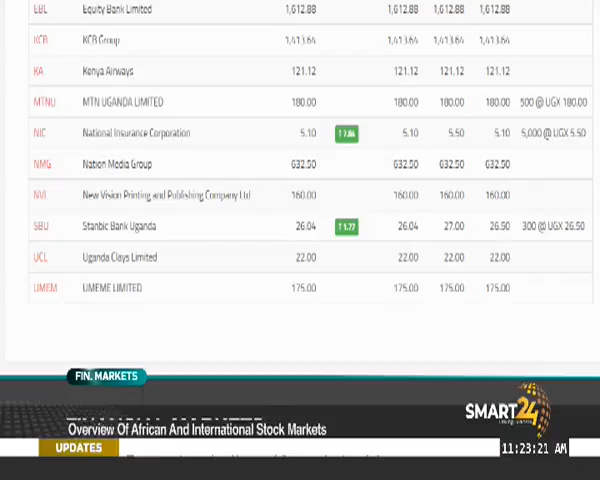 EBL Equity Bank Limited 1,612.88 1,612.88 1,612.88 1,612.88
KCB KCB Group 1,413.64 1,413.64 1,413.64 1,413.64
KA Kenya Airways 121.12 121.12 121.12 121.12
MTNU MTN UGANDA LIMITED 180.00 180.00 180.00 180.00 500 @ UGX 180.00
NIC National Insurance Corporation 5.10 5.10 5.50 5.10 5,000 @ UGX 5.50
NMG Nation Media Group 632.50 632.50 632.50 632.50
NVL New Vision Printing and Publishing Company Ltd 160.00 160.00 160.00 160.00
SBU Stanbic Bank Uganda 26.04 ↑1.77 26.04 27.00 26.50 300 @ UGX 26.50
UCL Uganda Clays Limited 22.00 22.00 22.00 22.00
UMEM UMEME LIMITED 175.00 175.00 175.00 175.00
FIN. MARKETS
SMART24
Overview Of African And International Stock Markets
UPDATES
11:23:21 AM